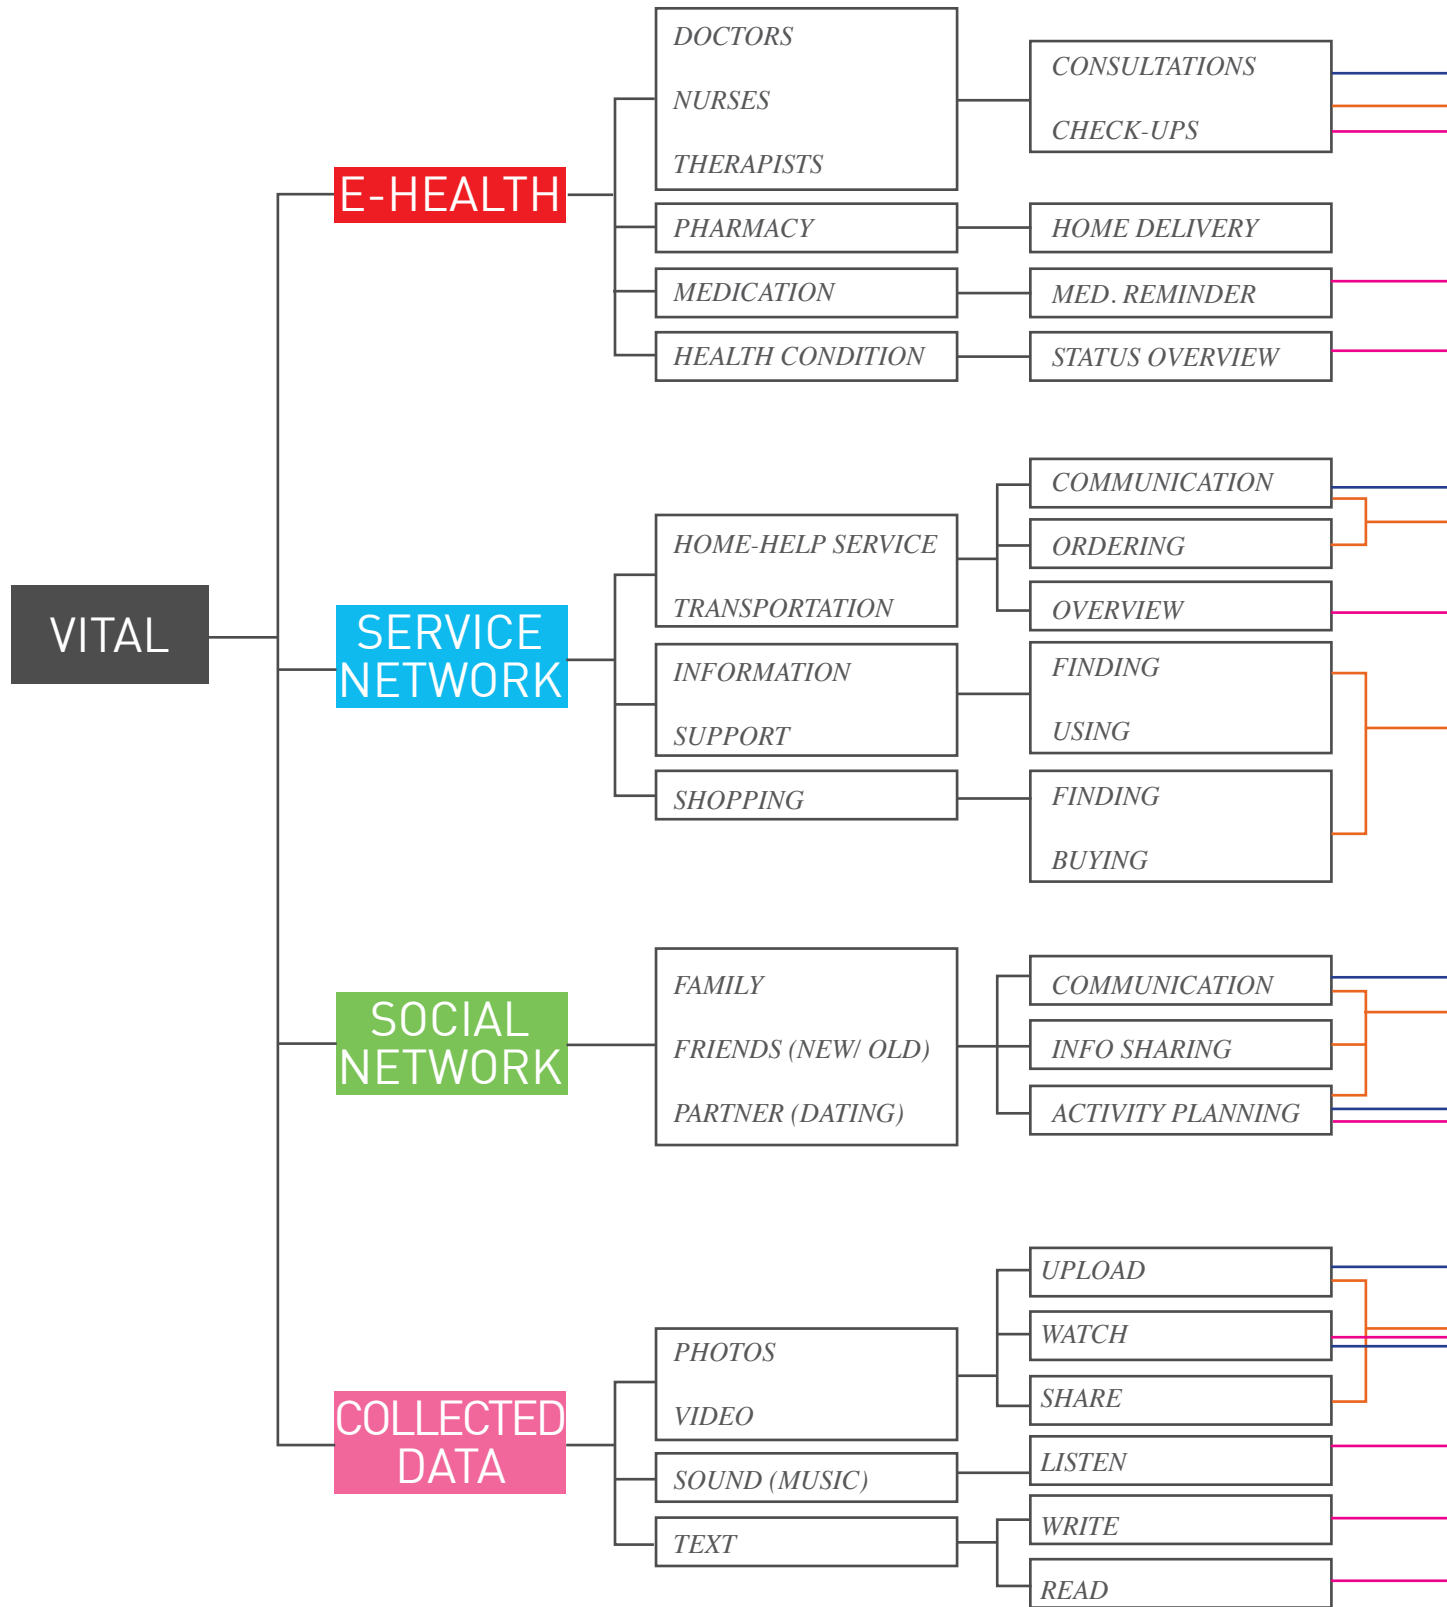 VITAL
E-HEALTH
DOCTORS
NURSES
THERAPISTS
CONSULTATIONS
CHECK-UPS
PHARMACY
HOME DELIVERY
MEDICATION
MED. REMINDER
HEALTH CONDITION
STATUS OVERVIEW
SERVICE
NETWORK
HOME-HELP SERVICE
TRANSPORTATION
COMMUNICATION
ORDERING
OVERVIEW
INFORMATION
SUPPORT
FINDING
USING
SHOPPING
FINDING
BUYING
SOCIAL
NETWORK
FAMILY
FRIENDS (NEW/ OLD)
PARTNER (DATING)
COMMUNICATION
INFO SHARING
ACTIVITY PLANNING
COLLECTED
DATA
PHOTOS
VIDEO
UPLOAD
WATCH
SHARE
SOUND (MUSIC)
LISTEN
TEXT
WRITE
READ